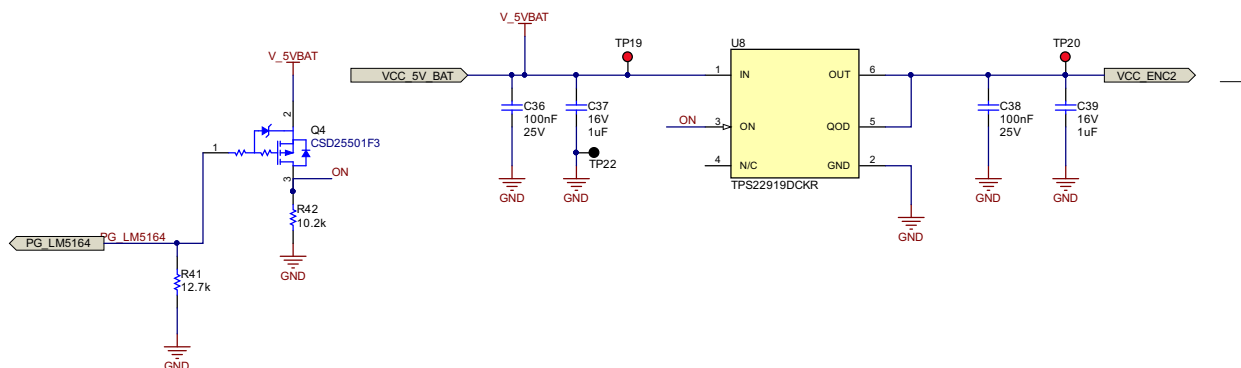 V_5VBAT
2
Q4
CSD25501F3
1
3
ON
R42
10.2k
GND
PG_LM5164
PG_LM5164
R41
12.7k
GND
V_5VBAT
VCC_5V_BAT
C36
100nF
25V
GND
C37
16V
1uF
TP22
GND
TP19
U8
1
IN
OUT
6
ON
3
ON
QOD
5
4
N/C
GND
2
TPS22919DCKR
GND
C38
100nF
25V
GND
TP20
C39
16V
1uF
GND
VCC_ENC2